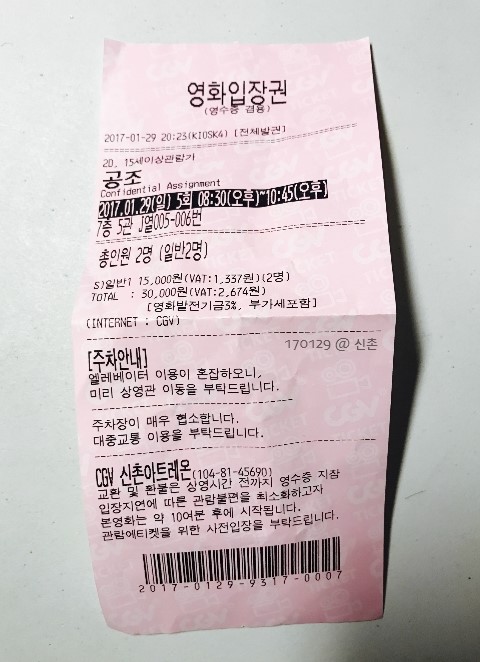 영화입장권
(영수증 겸용)
2017-01-29 20:23(KIOSK4) [전체발권]
2D, 15세이상관람가
공조
Confidential Assignment
2017.01.29(일) 5회 08:30(오후)~10:45(오후)
7층 5관 J열005-006번
총인원 2명 (일반2명)
S)일반1 15,000원(VAT:1,337원)(2명)
TOTAL : 30,000원(VAT:2,674원)
[영화발전기금3%, 부가세포함]
(INTERNET : CGV)
170129 @ 신촌
[주차안내]
엘레베이터 이용이 혼잡하오니,
미리 상영관 이동을 부탁드립니다.
주차장이 매우 협소합니다.
대중교통 이용을 부탁드립니다.
CGV 신촌아트레온(104-81-45690)
교환 및 환불은 상영시간 전까지 영수증 지참
입장지연에 따른 관람불편을 최소화하고자
본영화는 약 10여분 후에 시작됩니다.
관람에티켓을 위한 사전입장을 부탁드립니다.
2017-0129-9317-0007